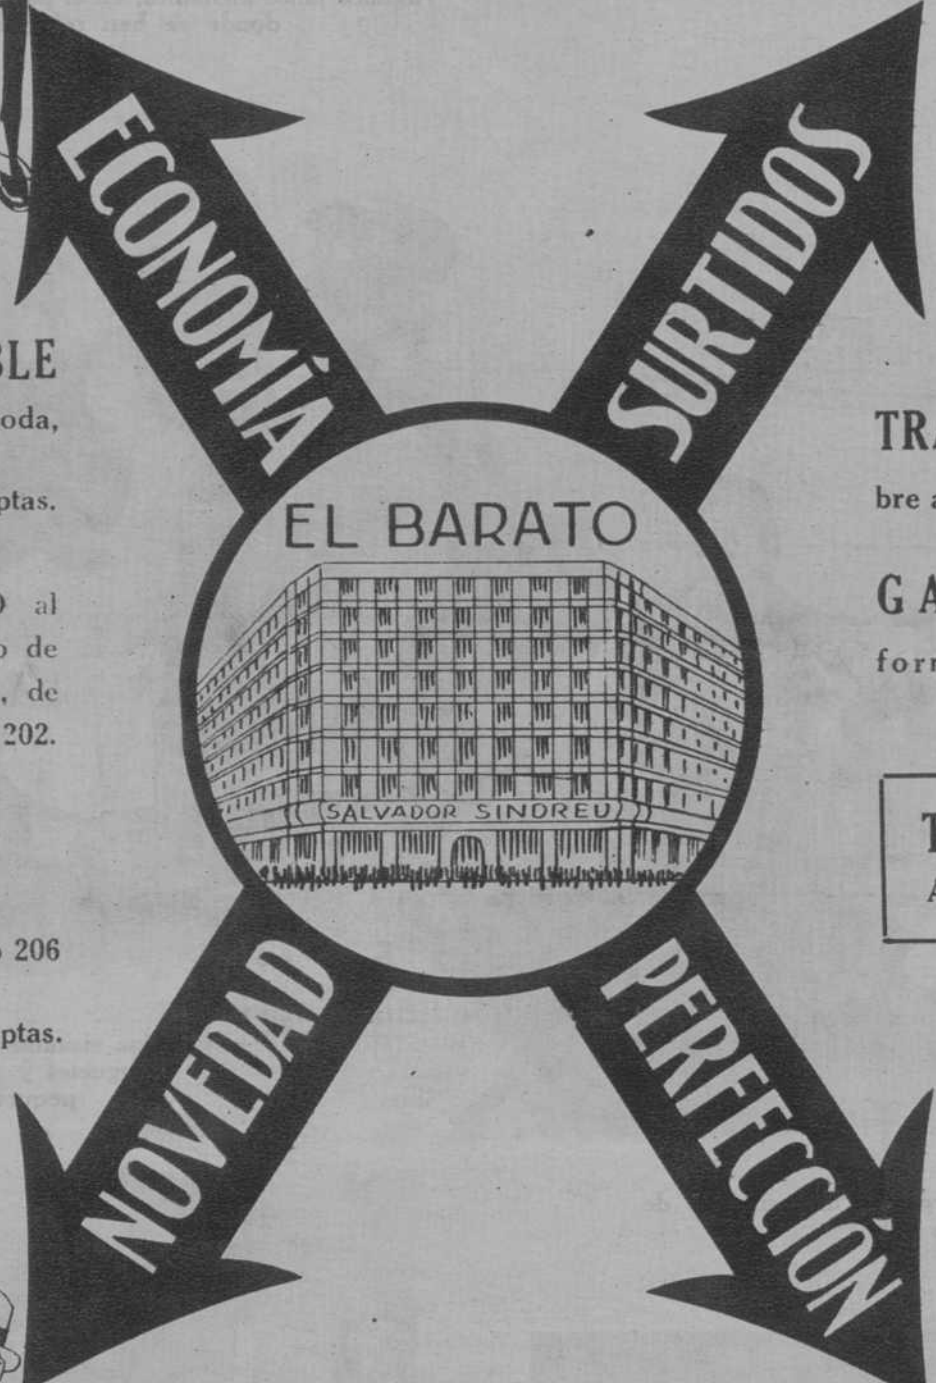 ECONOMÍA
SURTIDOS
BLE
oda,
ptas.
al
de
, de
202.
206
ptas.
EL BARATO
SALVADOR SINDREU
TRA
bre a
GA
for
T
A
NOVEDAD
PERFECCIÓN